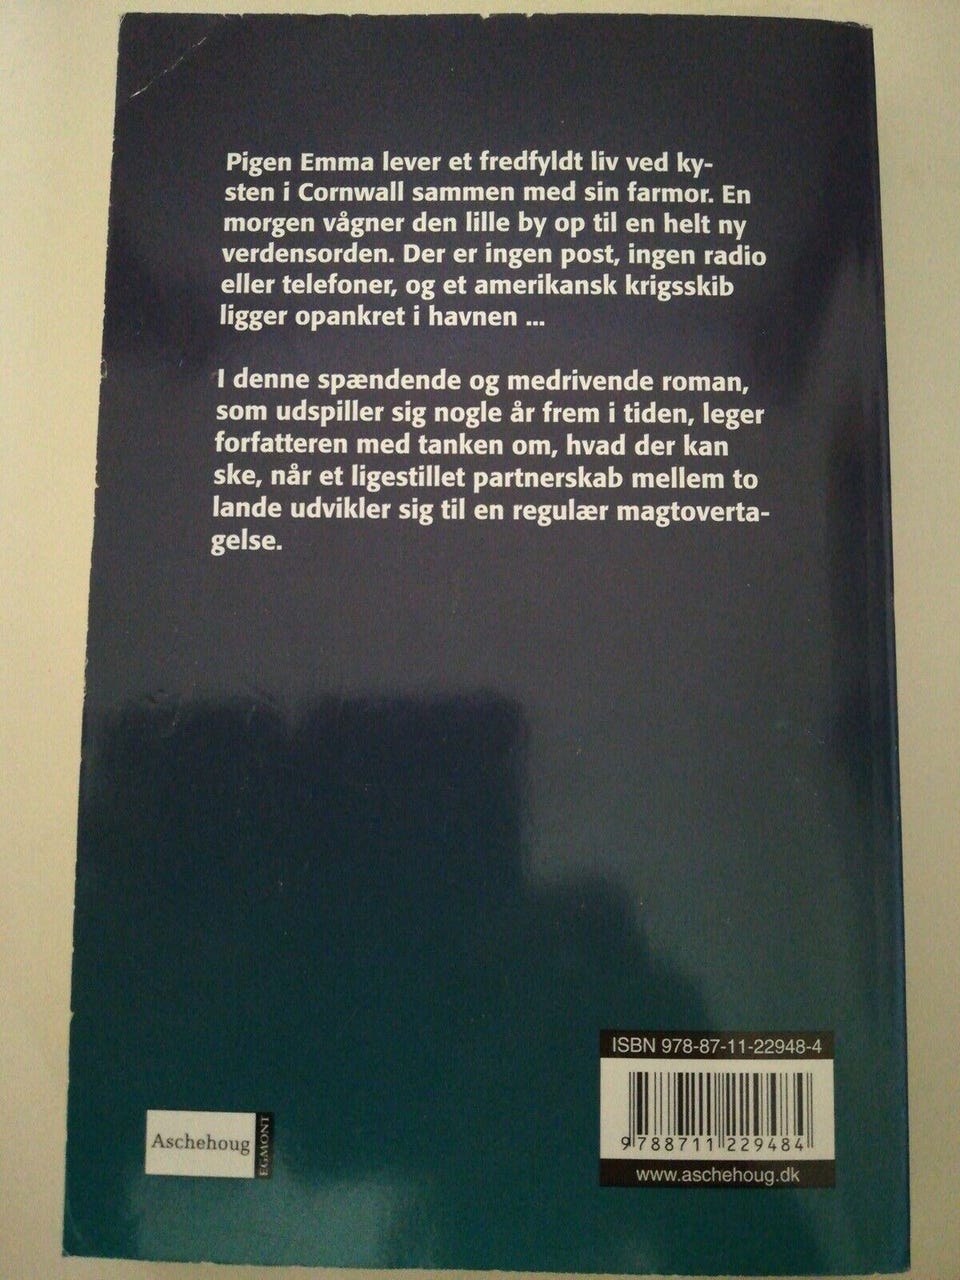 Pigen Emma lever et fredfyldt liv ved ky-
sten i Cornwall sammen med sin farmor. En
morgen vågner den lille by op til en helt ny
verdensorden. Der er ingen post, ingen radio
eller telefoner, og et amerikansk krigsskib
ligger opankret i havnen ...
I denne spændende og medrivende roman,
som udspiller sig nogle år frem i tiden, leger
forfatteren med tanken om, hvad der kan
ske, når et ligestillet partnerskab mellem to
lande udvikler sig til en regulær magtoverta-
gelse.
ISBN 978-87-11-22948-4
9 788711 229484
www.aschehoug.dk
Aschehoug
EGMONT